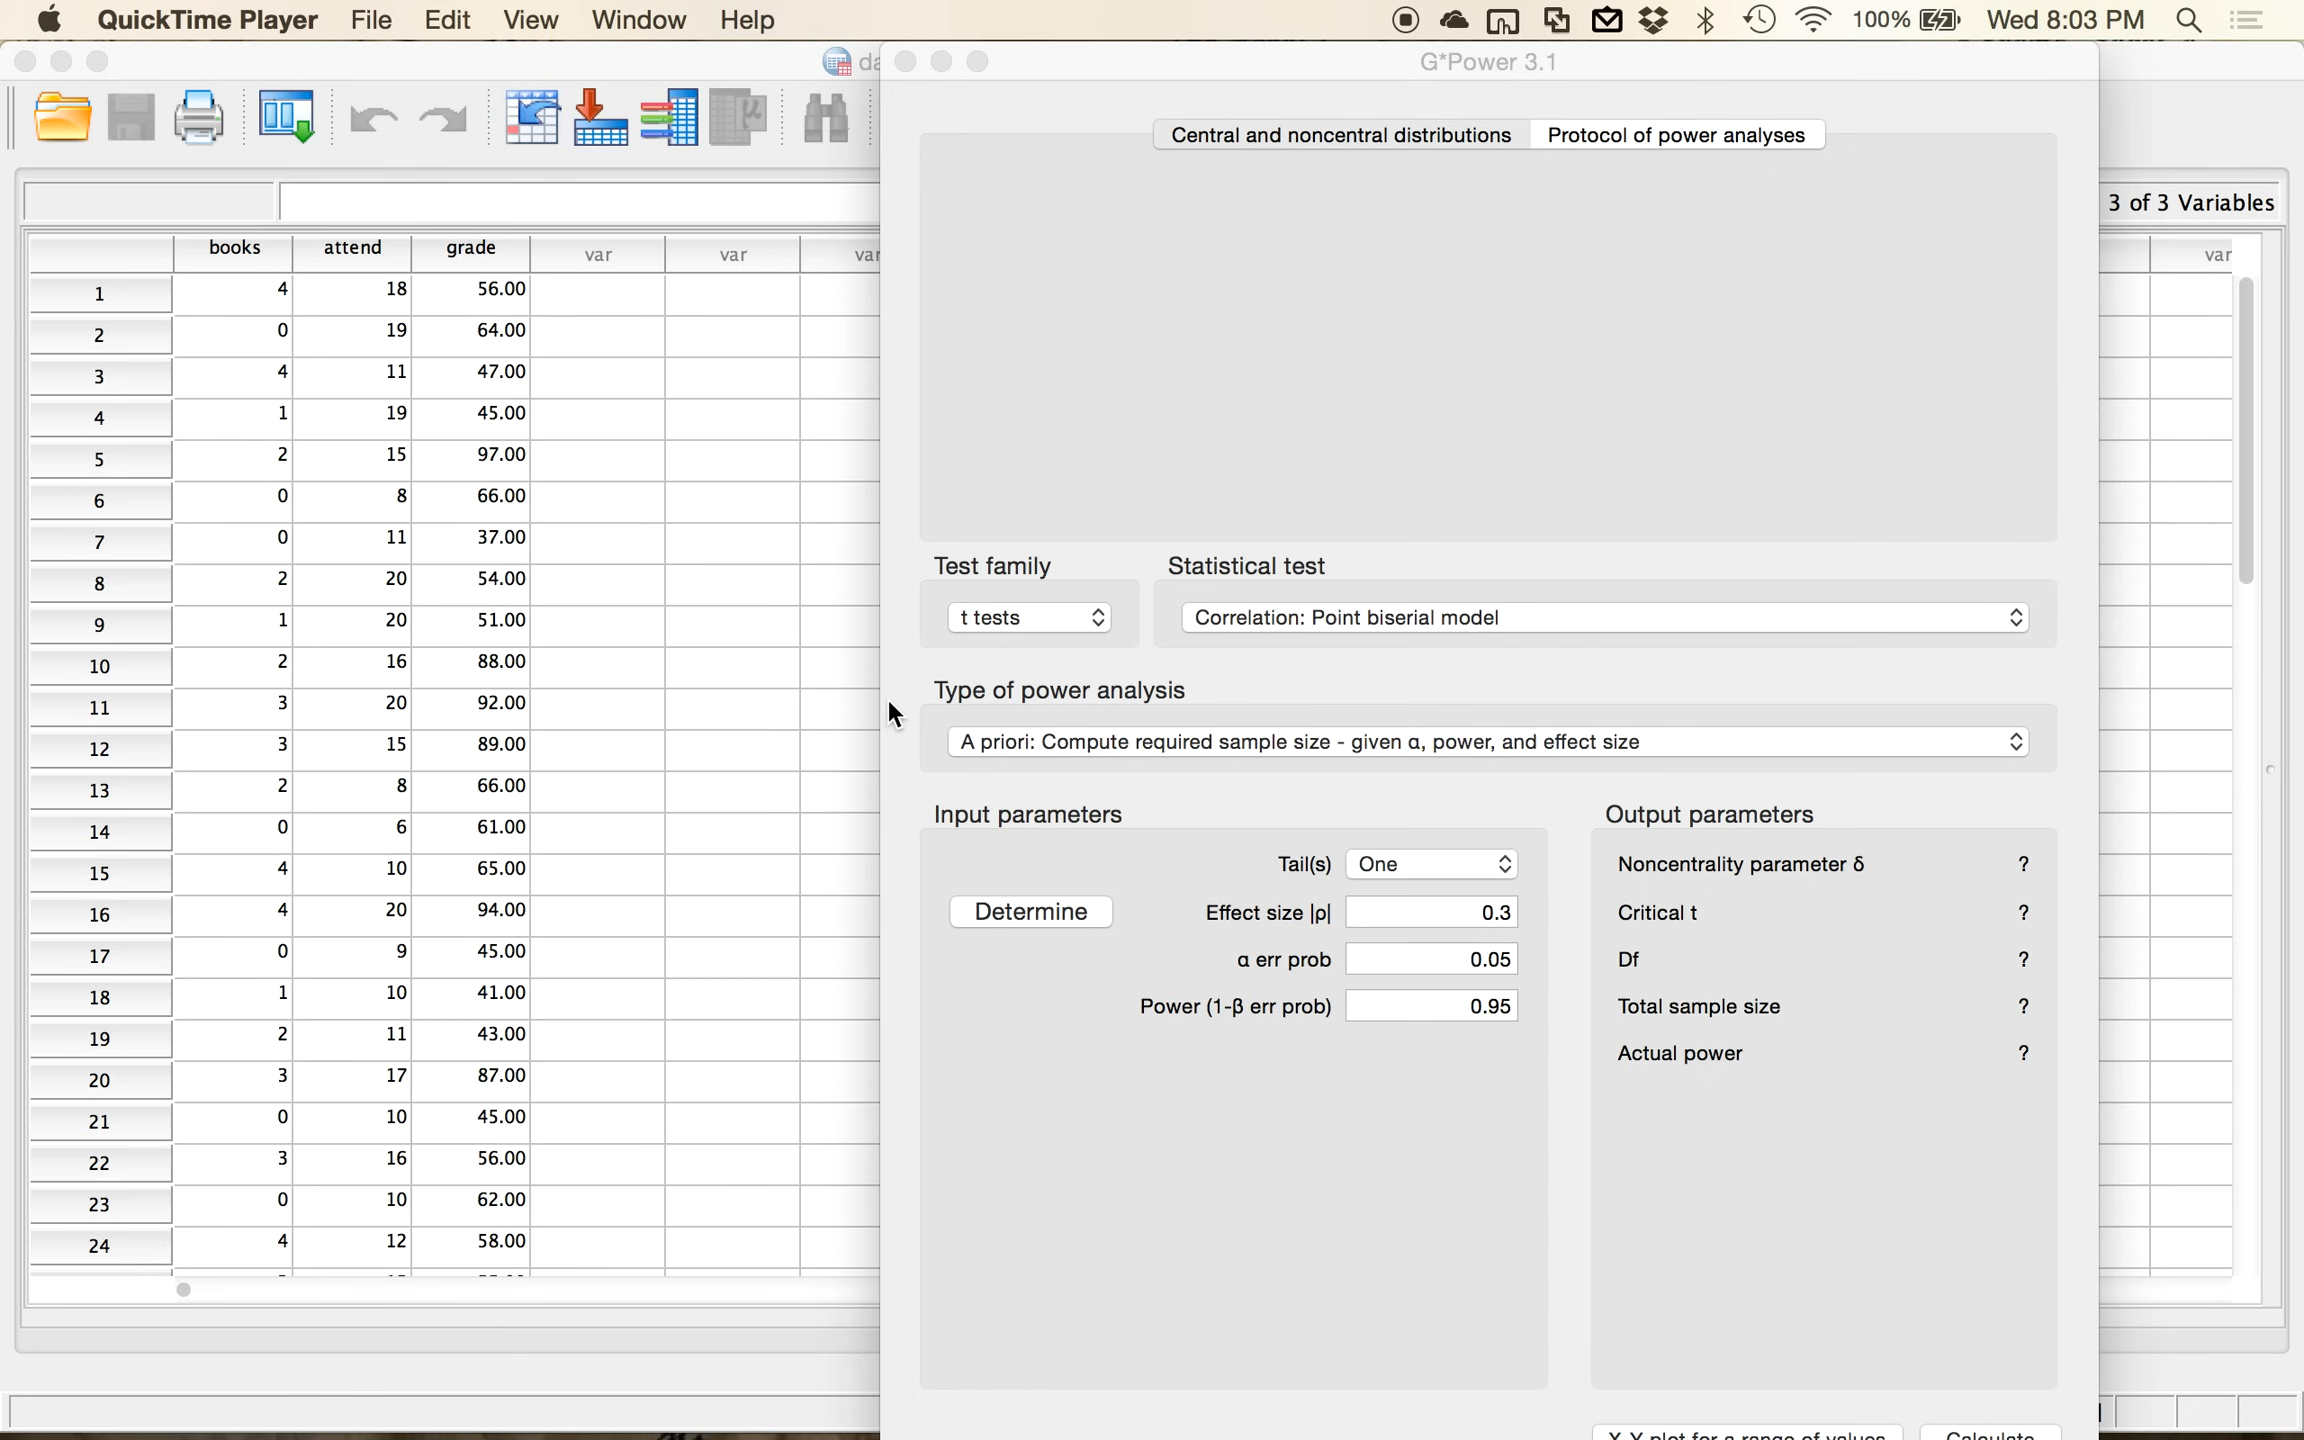 QuickTime Player File Edit View Window Help 100% Wed 8:03 PM
da G*Power 3.1
Central and noncentral distributions Protocol of power analyses
3 of 3 Variables
books attend grade var var var var
1 4 18 56.00
2 0 19 64.00
3 4 11 47.00
4 1 19 45.00
5 2 15 97.00
6 0 8 66.00
7 0 11 37.00
8 2 20 54.00
9 1 20 51.00
10 2 16 88.00
11 3 20 92.00
12 3 15 89.00
13 2 8 66.00
14 0 6 61.00
15 4 10 65.00
16 4 20 94.00
17 0 9 45.00
18 1 10 41.00
19 2 11 43.00
20 3 17 87.00
21 0 10 45.00
22 3 16 56.00
23 0 10 62.00
24 4 12 58.00
Test family Statistical test
t tests Correlation: Point biserial model
Type of power analysis
A priori: Compute required sample size - given α, power, and effect size
Input parameters Output parameters
Tail(s) One Noncentrality parameter δ ?
Determine Effect size |ρ| 0.3 Critical t ?
α err prob 0.05 Df ?
Power (1-β err prob) 0.95 Total sample size ?
Actual power ?
X-Y plot for a range of values Calculate